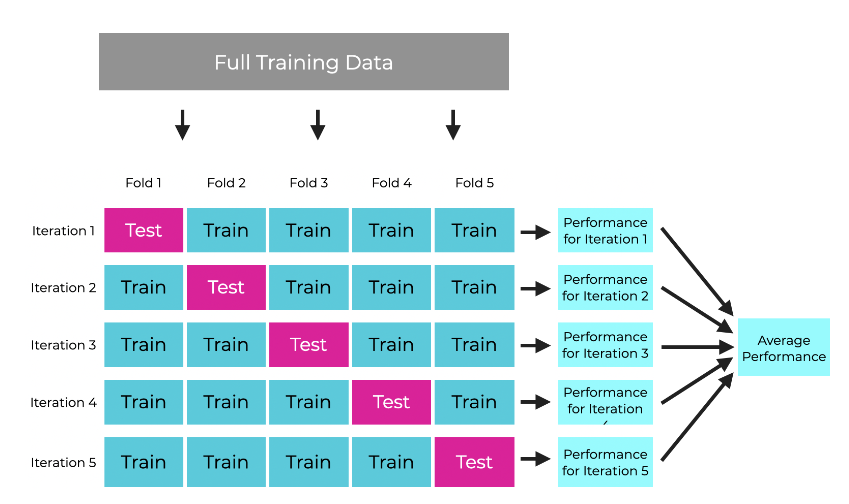 Full Training Data
Fold 1 Fold 2 Fold 3 Fold 4 Fold 5
Iteration 1 Test Train Train Train Train Performance
for Iteration 1
Iteration 2 Train Test Train Train Train Performance
for Iteration 2
Iteration 3 Train Train Test Train Train Performance
for Iteration 3
Average
Performance
Iteration 4 Train Train Train Test Train Performance
for Iteration
Iteration 5 Train Train Train Train Test Performance
for Iteration 5